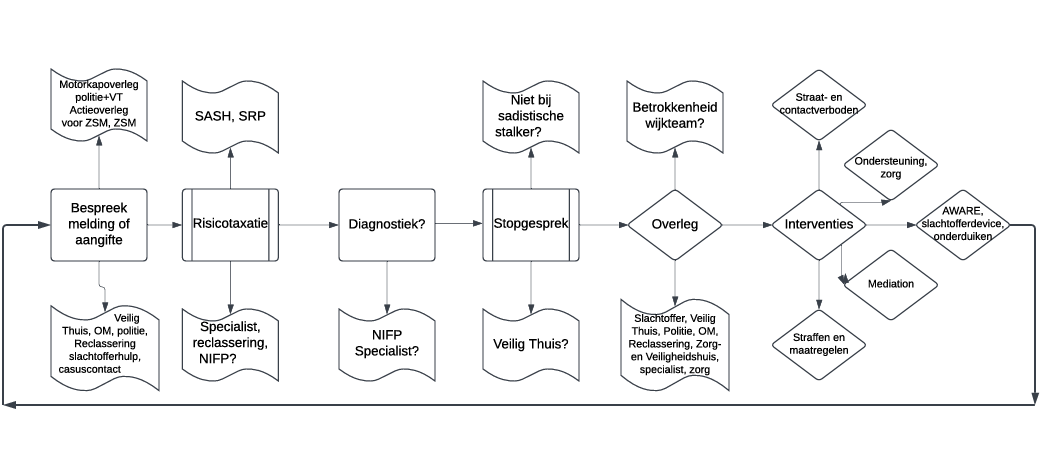 Motorkapoverleg
politie+VT
Actieoverleg
voor ZSM, ZSM
SASH, SRP
Niet bij
sadistische
stalker?
Betrokkenheid
wijkteam?
Straat- en
contactverboden
Ondersteuning,
zorg
Bespreek
melding of
aangifte
Risicotaxatie
Diagnostiek?
Stopgesprek
Overleg
Interventies
AWARE,
slachtofferdevice,
onderduiken
Mediation
Veilig
Thuis, OM, politie,
Reclassering
slachtofferhulp,
casuscontact
Specialist,
reclassering,
NIFP?
NIFP
Specialist?
Veilig Thuis?
Slachtoffer, Veilig
Thuis, Politie, OM,
Reclassering, Zorg-
en Veiligheidshuis,
specialist, zorg
Straffen en
maatregelen